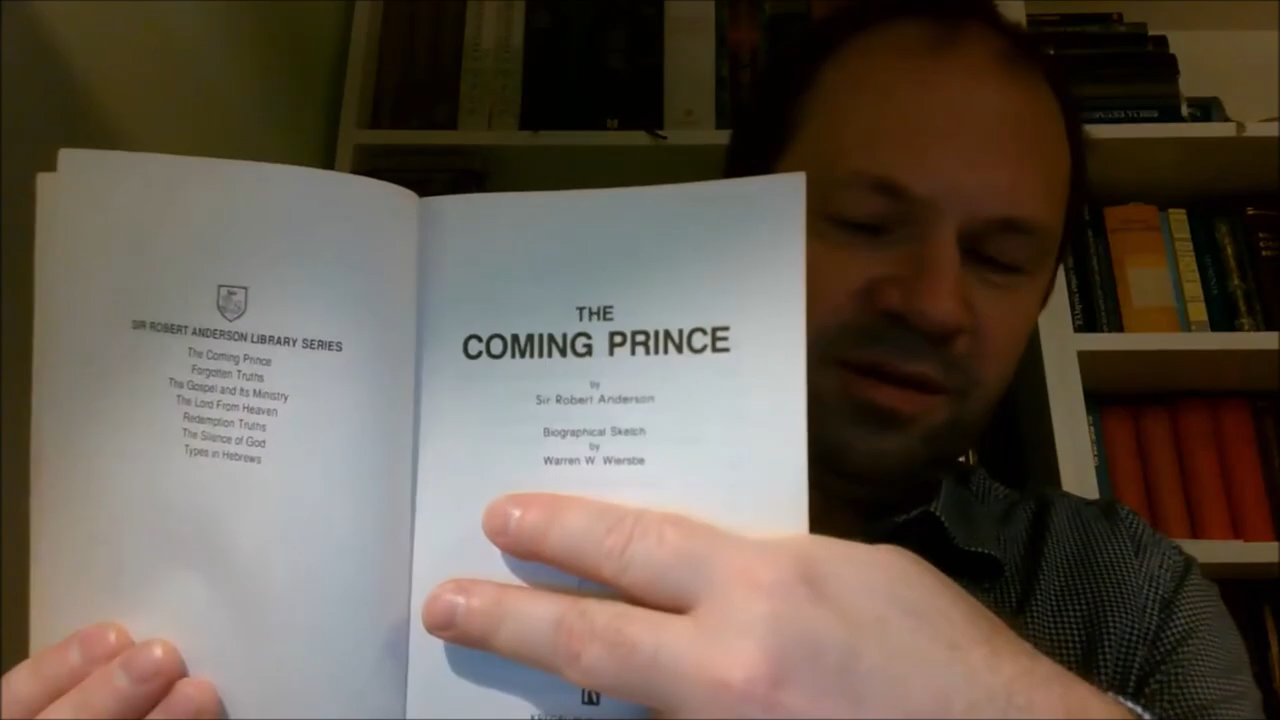 SIR ROBERT ANDERSON LIBRARY SERIES
The Coming Prince
Forgotten Truths
The Gospel and Its Ministry
The Lord From Heaven
Redemption Truths
The Silence of God
Types in Hebrews
THE
COMING PRINCE
by
Sir Robert Anderson
Biographical Sketch
by
Warren W. Wiersbe